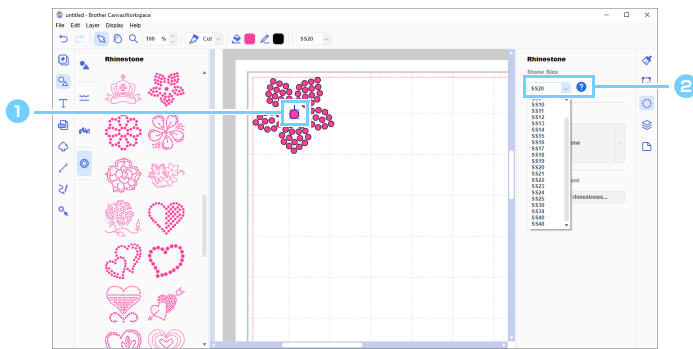 untitled - Brother CanvasWorkspace
File Edit Layer Display Help
100 % Cut SS20
Rhinestone
Rhinestone
Stone Size
SS20 ?
SS10
SS11
SS12
SS13
SS14
SS15
SS16
SS17
SS18
SS19
SS20
SS21
SS22
SS23
SS24
SS25
SS30
SS34
SS40
SS48
one
unt
rhinestones...
1
2